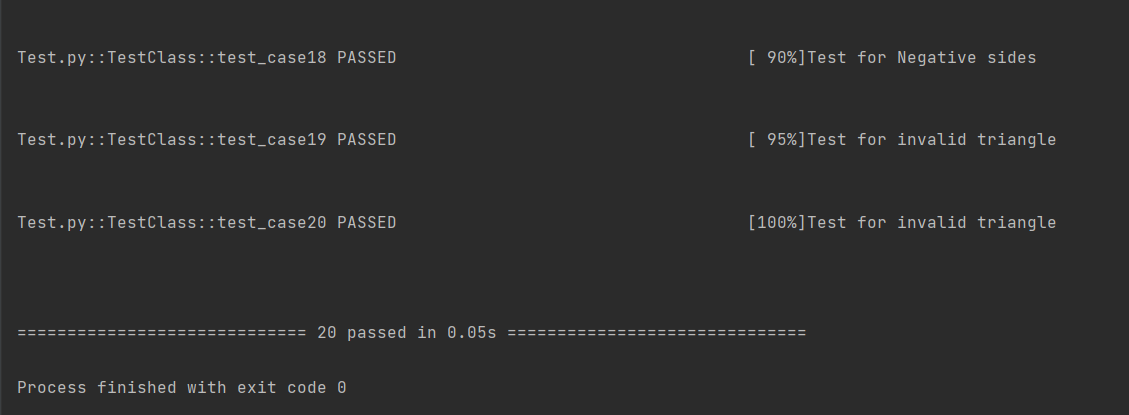 Test.py::TestClass::test_case18 PASSED                                   [ 90%]Test for Negative sides
Test.py::TestClass::test_case19 PASSED                                   [ 95%]Test for invalid triangle
Test.py::TestClass::test_case20 PASSED                                   [100%]Test for invalid triangle
============================= 20 passed in 0.05s ==============================
Process finished with exit code 0